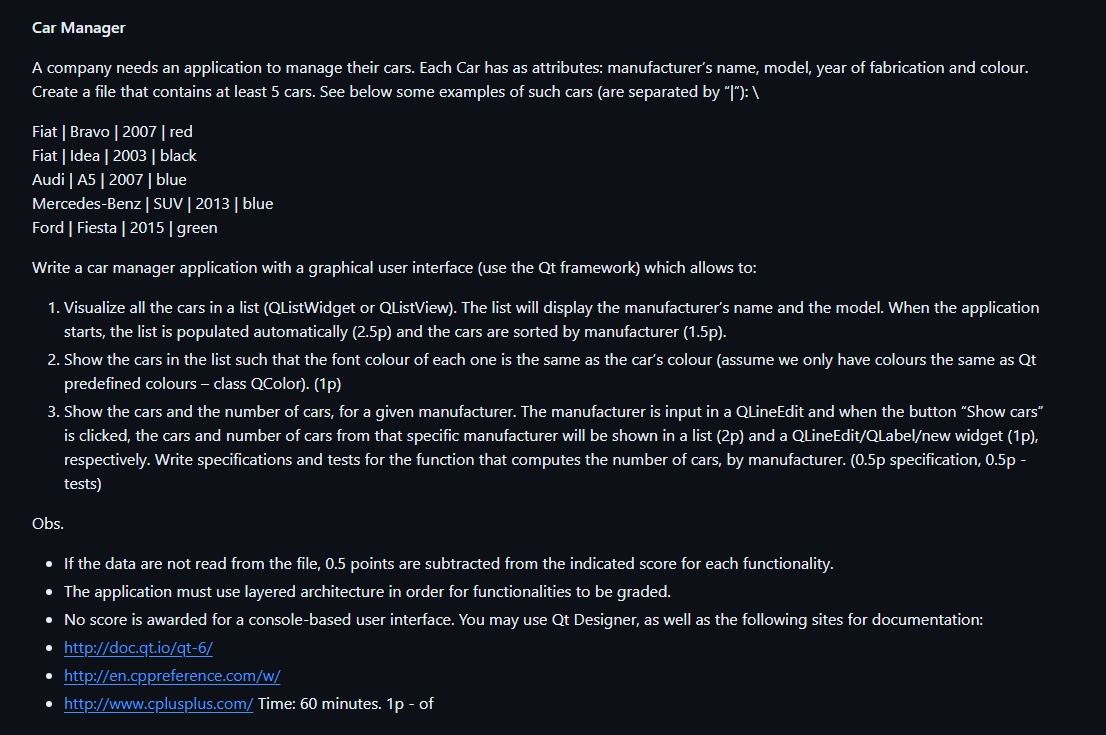 Car Manager
A company needs an application to manage their cars. Each Car has as attributes: manufacturer’s name, model, year of fabrication and colour.
Create a file that contains at least 5 cars. See below some examples of such cars (are separated by “|”): \
Fiat | Bravo | 2007 | red
Fiat | Idea | 2003 | black
Audi | A5 | 2007 | blue
Mercedes-Benz | SUV | 2013 | blue
Ford | Fiesta | 2015 | green
Write a car manager application with a graphical user interface (use the Qt framework) which allows to:
1. Visualize all the cars in a list (QListWidget or QListView). The list will display the manufacturer’s name and the model. When the application
starts, the list is populated automatically (2.5p) and the cars are sorted by manufacturer (1.5p).
2. Show the cars in the list such that the font colour of each one is the same as the car’s colour (assume we only have colours the same as Qt
predefined colours – class QColor). (1p)
3. Show the cars and the number of cars, for a given manufacturer. The manufacturer is input in a QLineEdit and when the button “Show cars”
is clicked, the cars and number of cars from that specific manufacturer will be shown in a list (2p) and a QLineEdit/QLabel/new widget (1p),
respectively. Write specifications and tests for the function that computes the number of cars, by manufacturer. (0.5p specification, 0.5p -
tests)
Obs.
• If the data are not read from the file, 0.5 points are subtracted from the indicated score for each functionality.
• The application must use layered architecture in order for functionalities to be graded.
• No score is awarded for a console-based user interface. You may use Qt Designer, as well as the following sites for documentation:
• http://doc.qt.io/qt-6/
• http://en.cppreference.com/w/
• http://www.cplusplus.com/ Time: 60 minutes. 1p - of